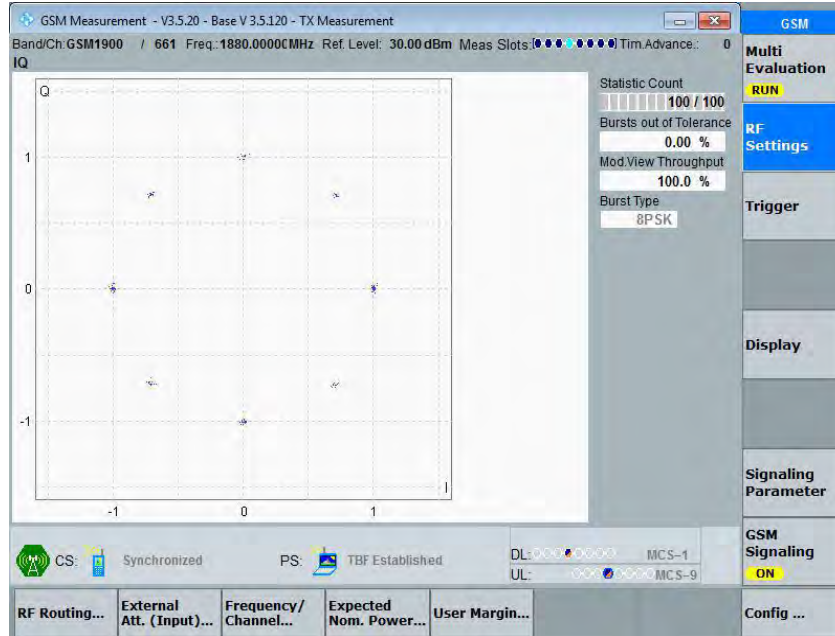 GSM Measurement - V3.5.20 - Base V 3.5.120 - TX Measurement
Band/Ch:GSM1900 / 661 Freq.:1880.0000 MHz Ref. Level: 30.00 dBm Meas Slots: Tim.Advance.: 0
IQ
Q
1
0
-1
-1 0 1
I
Statistic Count
100 / 100
Bursts out of Tolerance
0.00 %
Mod.View Throughput
100.0 %
Burst Type
8PSK
GSM
Multi
Evaluation
RUN
RF
Settings
Trigger
Display
Signaling
Parameter
GSM
Signaling
ON
Config ...
CS: Synchronized PS: TBF Established
DL: MCS-1
UL: MCS-9
RF Routing...
External
Att. (Input)...
Frequency/
Channel...
Expected
Nom. Power...
User Margin...